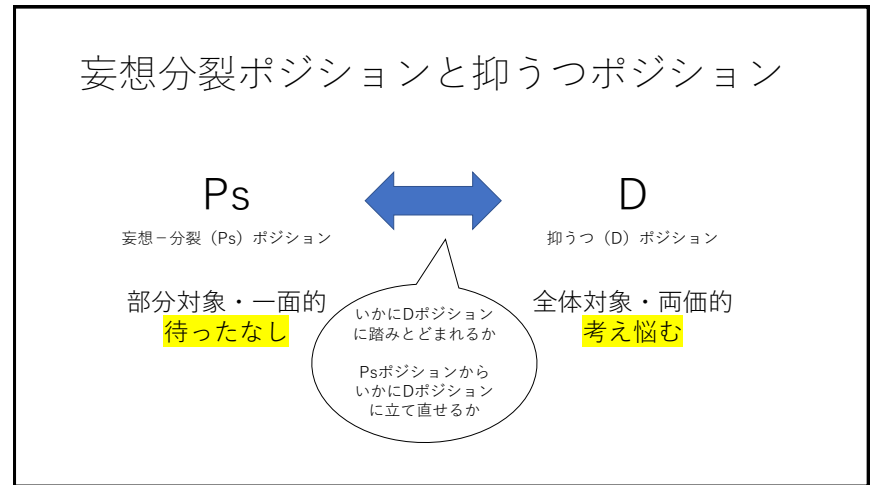 妄想分裂ポジションと抑うつポジション
Ps
D
妄想－分裂（Ps）ポジション
抑うつ（D）ポジション
部分対象・一面的
待ったなし
全体対象・両価的
考え悩む
いかにDポジション
に踏みとどまれるか
Psポジションから
いかにDポジション
に立て直せるか